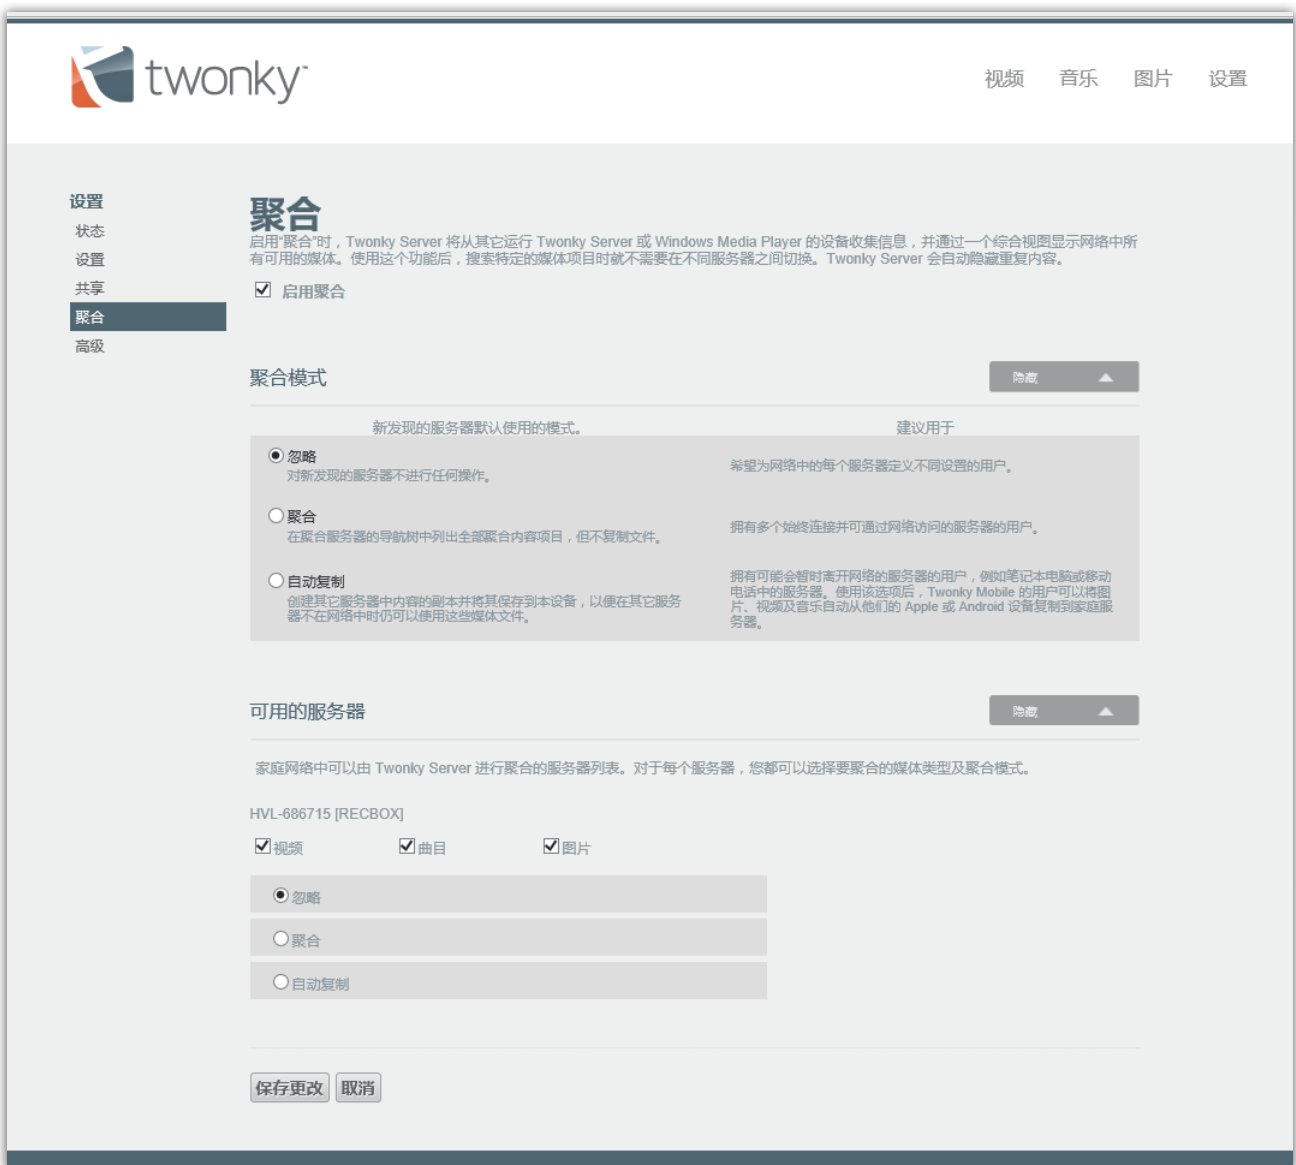 twonky™
视频 音乐 图片 设置
设置
状态
设置
共享
聚合
高级
聚合
启用“聚合”时，Twonky Server 将从其它运行 Twonky Server 或 Windows Media Player 的设备收集信息，并通过一个综合视图显示网络中所
有可用的媒体。使用这个功能后，搜索特定的媒体项目时就不需要在不同服务器之间切换。Twonky Server 会自动隐藏重复内容。
启用聚合
聚合模式 隐藏
新发现的服务器默认使用的模式。 建议用于
忽略
对新发现的服务器不进行任何操作。
希望为网络中的每个服务器定义不同设置的用户。
聚合
在聚合服务器的导航树中列出全部聚合内容项目，但不复制文件。
拥有多个始终连接并可通过网络访问的服务器的用户。
自动复制
创建其它服务器中内容的副本并将其保存到本设备，以便在其它服务
器不在网络中时仍可以使用这些媒体文件。
拥有可能会暂时离开网络的服务器的用户，例如笔记本电脑或移动
电话中的服务器。使用该选项后，Twonky Mobile 的用户可以将图
片、视频及音乐自动从他们的 Apple 或 Android 设备复制到家庭服
务器。
可用的服务器 隐藏
家庭网络中可以由 Twonky Server 进行聚合的服务器列表。对于每个服务器，您都可以选择要聚合的媒体类型及聚合模式。
HVL-686715 [RECBOX]
视频 曲目 图片
忽略
聚合
自动复制
保存更改 取消